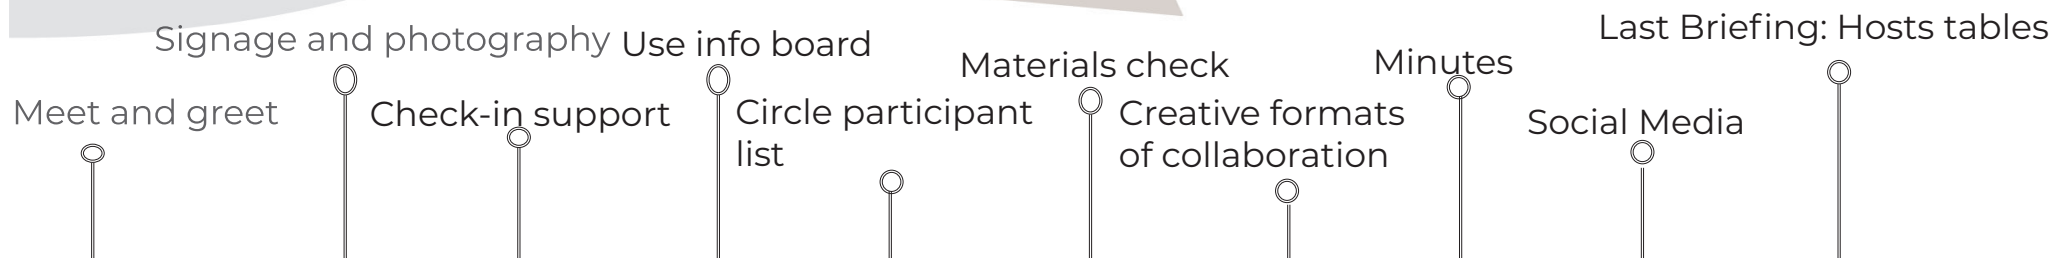 Meet and greet
Signage and photography
Check-in support
Use info board
Circle participant
list
Materials check
Creative formats
of collaboration
Minutes
Social Media
Last Briefing: Hosts tables